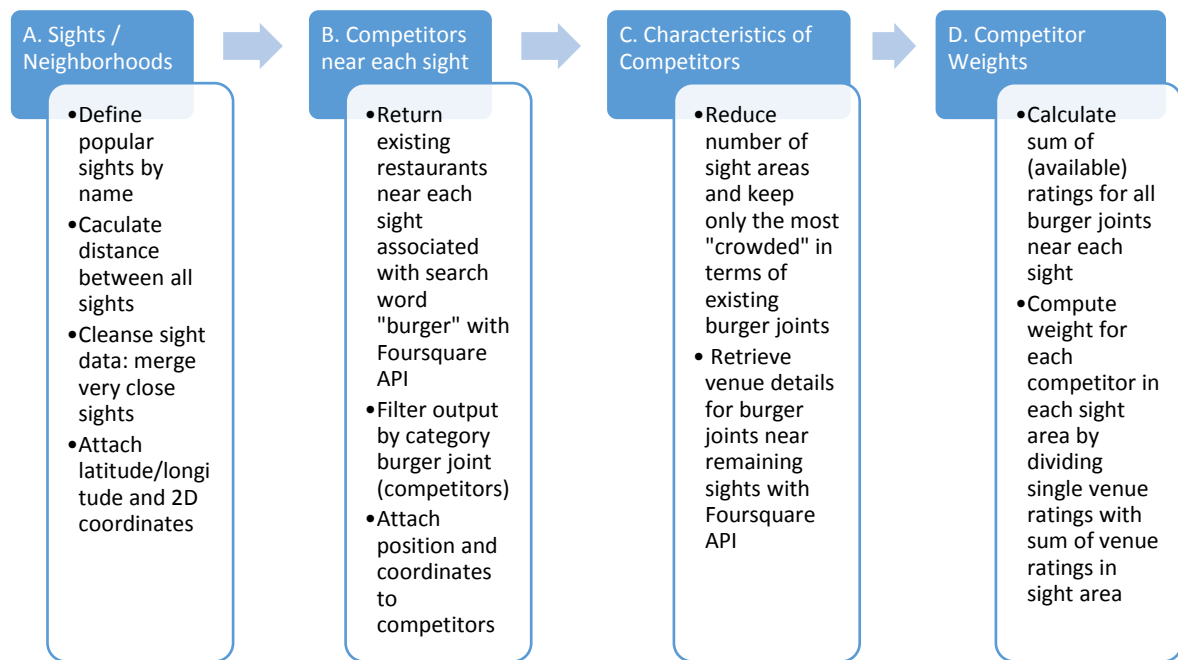 A. Sights /
Neighborhoods
•Define
popular
sights by
name
•Caculate
distance
between all
sights
•Cleanse sight
data: merge
very close
sights
•Attach
latitude/longi
tude and 2D
coordinates
B. Competitors
near each sight
•Return
existing
restaurants
near each
sight
associated
with search
word
"burger" with
Foursquare
API
•Filter output
by category
burger joint
(competitors)
•Attach
position and
coordinates
to
competitors
C. Characteristics of
Competitors
•Reduce
number of
sight areas
and keep
only the most
"crowded" in
terms of
existing
burger joints
• Retrieve
venue details
for burger
joints near
remaining
sights with
Foursquare
API
D. Competitor
Weights
•Calculate
sum of
(available)
ratings for all
burger joints
near each
sight
•Compute
weight for
each
competitor in
each sight
area by
dividing
single venue
ratings with
sum of venue
ratings in
sight area